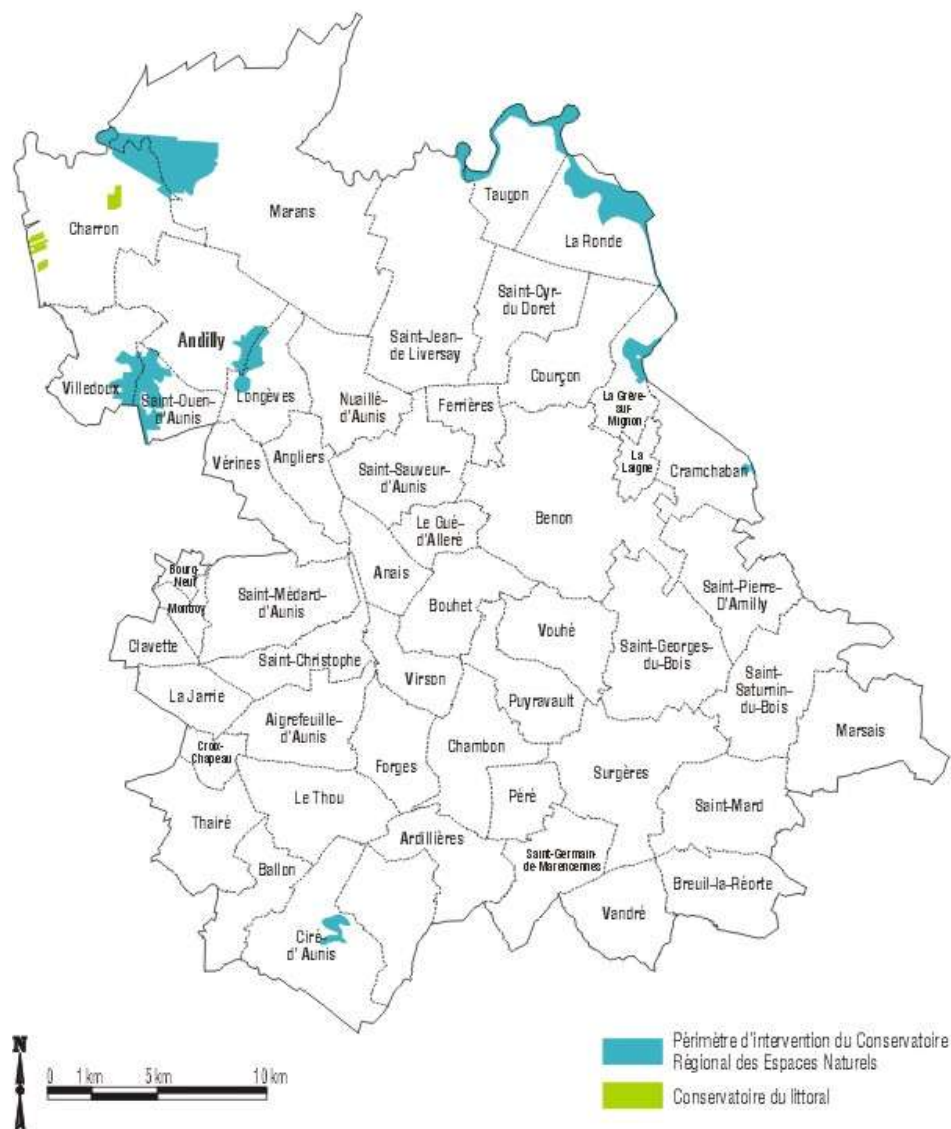 Taugon
Marans
Charron
La Ronde
Saint-Cyr-
du Doret
Andilly
Saint-Jean-
de Liversay
Courçon
Villedoux
Saint-Ouen-
d'Aunis
Longèves
Nuaillé-
d'Aunis
Ferrières
La Grève-
sur-
Mignon
Vérines
Angliers
La
Laigne
Saint-Sauveur-
d'Aunis
Cramchaban
Le Gué-
d'Alleré
Benon
Bourg-
Neuf
Anais
Saint-Médard-
d'Aunis
Montroy
Bouhet
Saint-Pierre-
D'Amilly
Vouhé
Clavette
Saint-Georges-
du-Bois
Saint-Christophe
Virson
Saint-
Saturnin-
du-Bois
La Jarrie
Puyravault
Aigrefeuille-
d'Aunis
Marsais
Croix-
Chapeau
Chambon
Forges
Surgères
Le Thou
Péré
Thairé
Saint-Mard
Ardillières
Saint-Germain-
de-Marencennes
Ballon
Breuil-la-Réorte
Vandré
Ciré-
d'Aunis
N
0 1 km 5 km 10 km
Périmètre d'intervention du Conservatoire
Régional des Espaces Naturels
Conservatoire du littoral